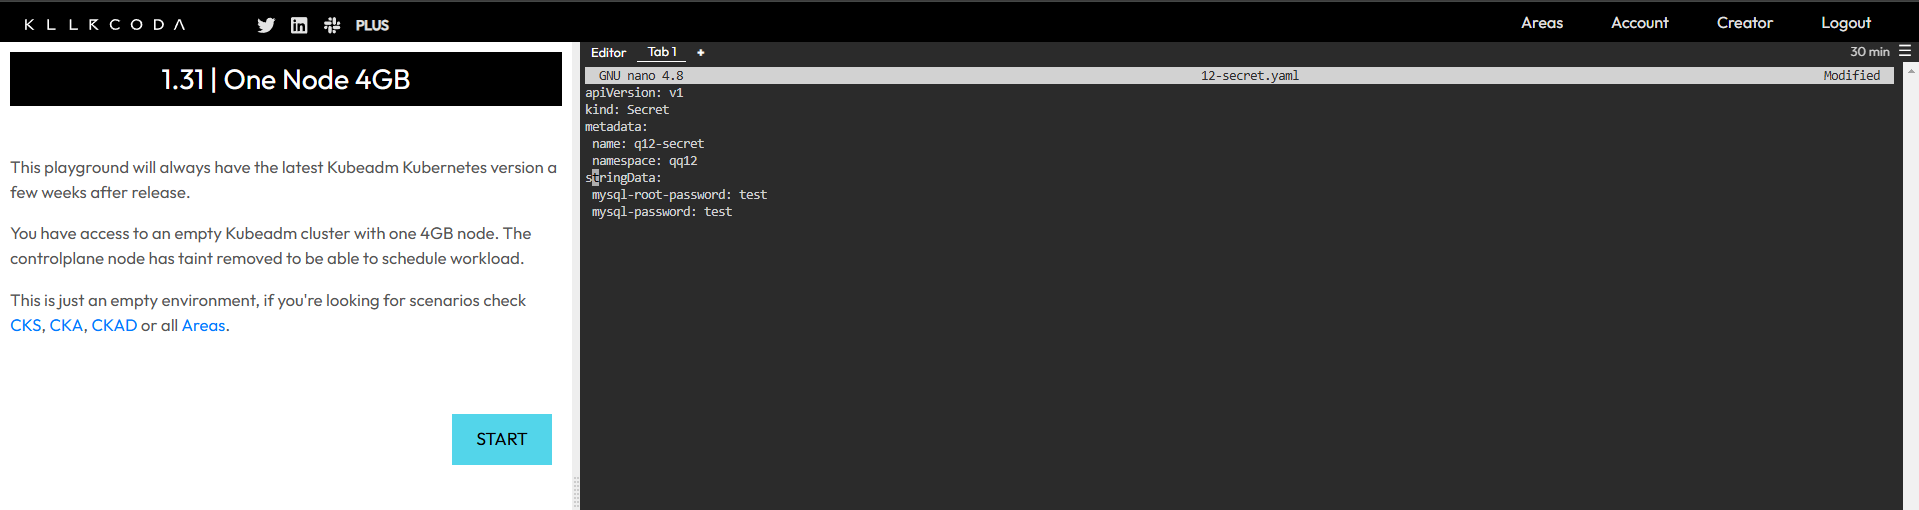 KLLRCODA PLUS Areas Account Creator Logout
1.31 | One Node 4GB
This playground will always have the latest Kubeadm Kubernetes version a
few weeks after release.
You have access to an empty Kubeadm cluster with one 4GB node. The
controlplane node has taint removed to be able to schedule workload.
This is just an empty environment, if you're looking for scenarios check
CKS, CKA, CKAD or all Areas.
START
Editor Tab 1 + 30 min
GNU nano 4.8 12-secret.yaml Modified
apiVersion: v1
kind: Secret
metadata:
 name: q12-secret
 namespace: qq12
stringData:
 mysql-root-password: test
 mysql-password: test